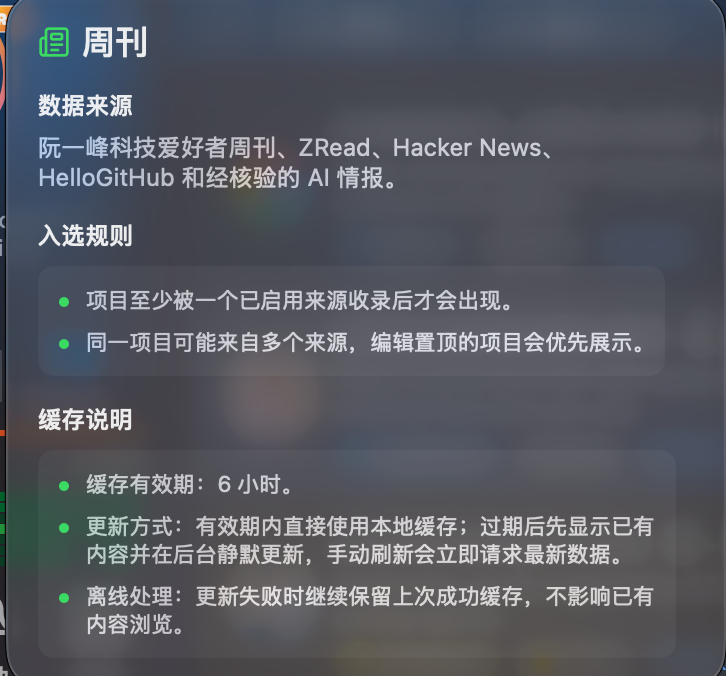 周刊
数据来源
阮一峰科技爱好者周刊、ZRead、Hacker News、
HelloGitHub 和经核验的 AI 情报。
入选规则
项目至少被一个已启用来源收录后才会出现。
同一项目可能来自多个来源，编辑置顶的项目会优先展示。
缓存说明
缓存有效期：6 小时。
更新方式：有效期内直接使用本地缓存；过期后先显示已有
内容并在后台静默更新，手动刷新会立即请求最新数据。
离线处理：更新失败时继续保留上次成功缓存，不影响已有
内容浏览。